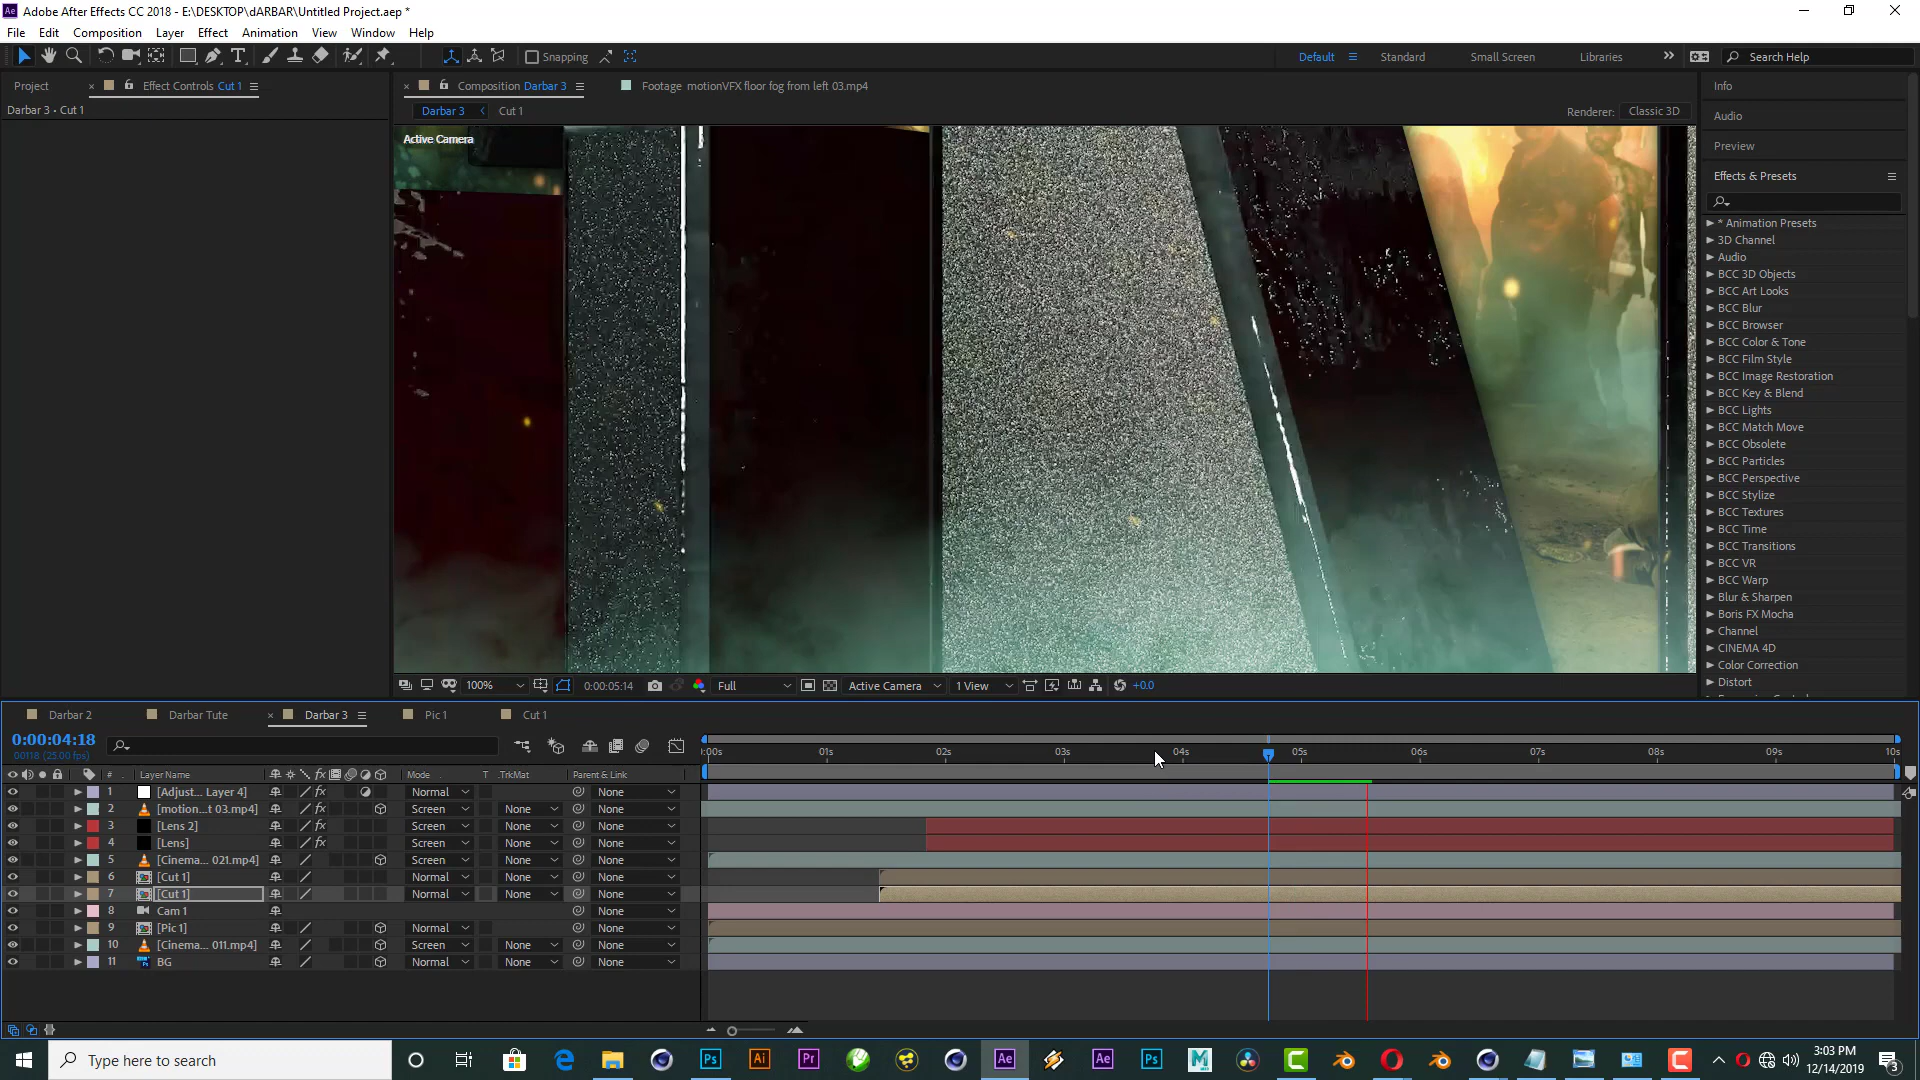 Adobe After Effects CC 2018 - E:\DESKTOP\dARBAR\Untitled Project.aep *
File Edit Composition Layer Effect Animation View Window Help
Snapping Default Standard Small Screen Libraries Search Help
Project Effect Controls Cut 1 Composition Darbar 3 Footage motionVFX floor fog from left 03.mp4 Info
Darbar 3 • Cut 1 Darbar 3 Cut 1 Renderer: Classic 3D
Audio
Active Camera
Preview
Effects & Presets
* Animation Presets
3D Channel
Audio
BCC 3D Objects
BCC Art Looks
BCC Blur
BCC Browser
BCC Color & Tone
BCC Film Style
BCC Image Restoration
BCC Key & Blend
BCC Lights
BCC Match Move
BCC Obsolete
BCC Particles
BCC Perspective
BCC Stylize
BCC Textures
BCC Time
BCC Transitions
BCC VR
BCC Warp
Blur & Sharpen
Boris FX Mocha
Channel
CINEMA 4D
Color Correction
Distort
100% 0:00:05:14 Full Active Camera 1 View +0.0
Darbar 2 Darbar Tute Darbar 3 Pic 1 Cut 1
0:00:04:18
00118 (25.00 fps)
:00s 01s 02s 03s 04s 05s 06s 07s 08s 09s 10s
# Layer Name Mode T .TrkMat Parent & Link
1 [Adjust... Layer 4] Normal None
2 [motion...t 03.mp4] Screen None None
3 [Lens 2] Screen None None
4 [Lens] Screen None None
5 [Cinema... 021.mp4] Screen None None
6 [Cut 1] Normal None None
7 [Cut 1] Normal None None
8 Cam 1 None
9 [Pic 1] Normal None None
10 [Cinema... 011.mp4] Screen None None
11 BG Normal None None
Type here to search
3:03 PM
12/14/2019
3